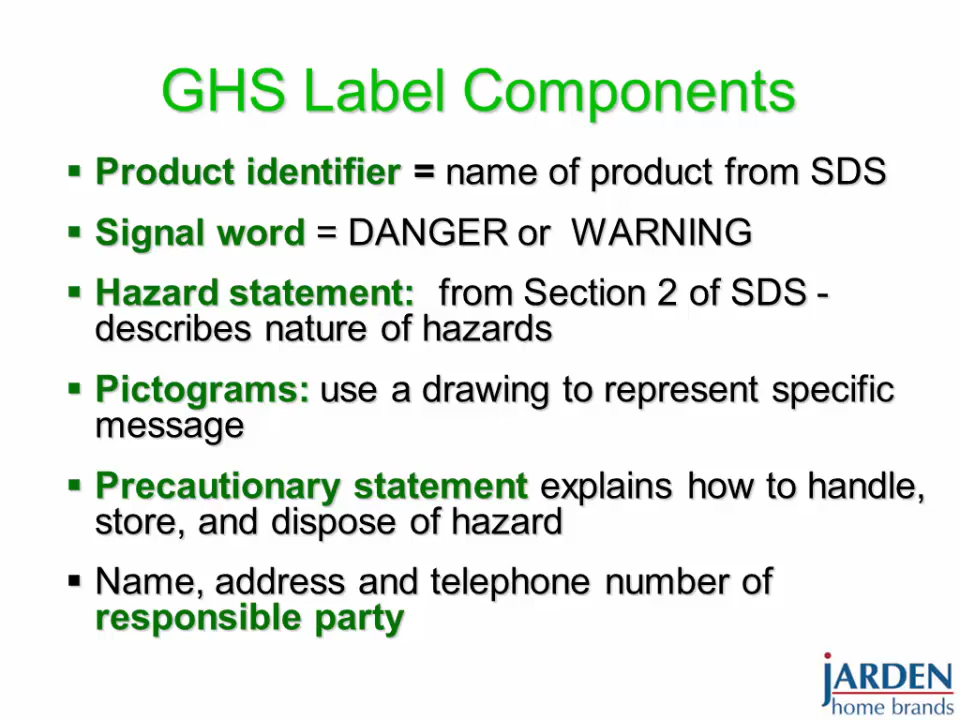 GHS Label Components
▪ Product identifier = name of product from SDS
▪ Signal word = DANGER or WARNING
▪ Hazard statement: from Section 2 of SDS -
describes nature of hazards
▪ Pictograms: use a drawing to represent specific
message
▪ Precautionary statement explains how to handle,
store, and dispose of hazard
▪ Name, address and telephone number of
responsible party
jARDEN
home brands